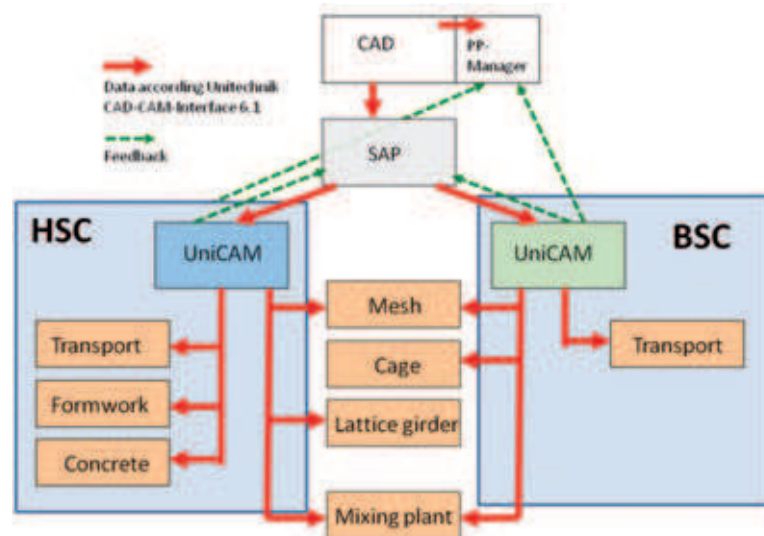 CAD
PP-
Manager
Data according Unitechnik
CAD-CAM-Interface 6.1
Feedback
SAP
HSC
UniCAM
UniCAM
BSC
Mesh
Transport
Transport
Cage
Formwork
Lattice girder
Concrete
Mixing plant